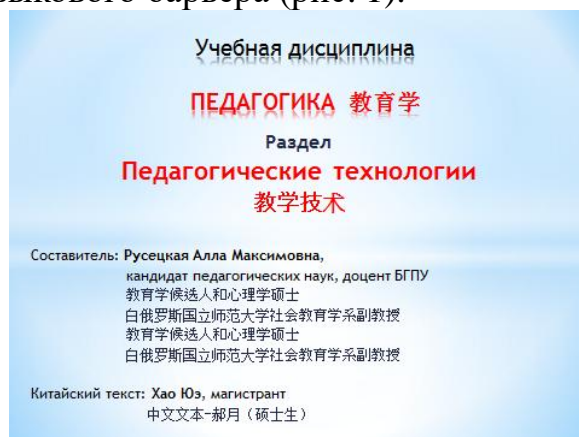 языкового барьера (рис. 1).
Учебная дисциплина
ПЕДАГОГИКА 教育学
Раздел
Педагогические технологии
教学技术
Составитель: Русецкая Алла Максимовна,
кандидат педагогических наук, доцент БГПУ
教育学候选人和心理学硕士
白俄罗斯国立师范大学社会教育学系副教授
教育学候选人和心理学硕士
白俄罗斯国立师范大学社会教育学系副教授
Китайский текст: Хао Юэ, магистрант
中文文本-郝月（硕士生）